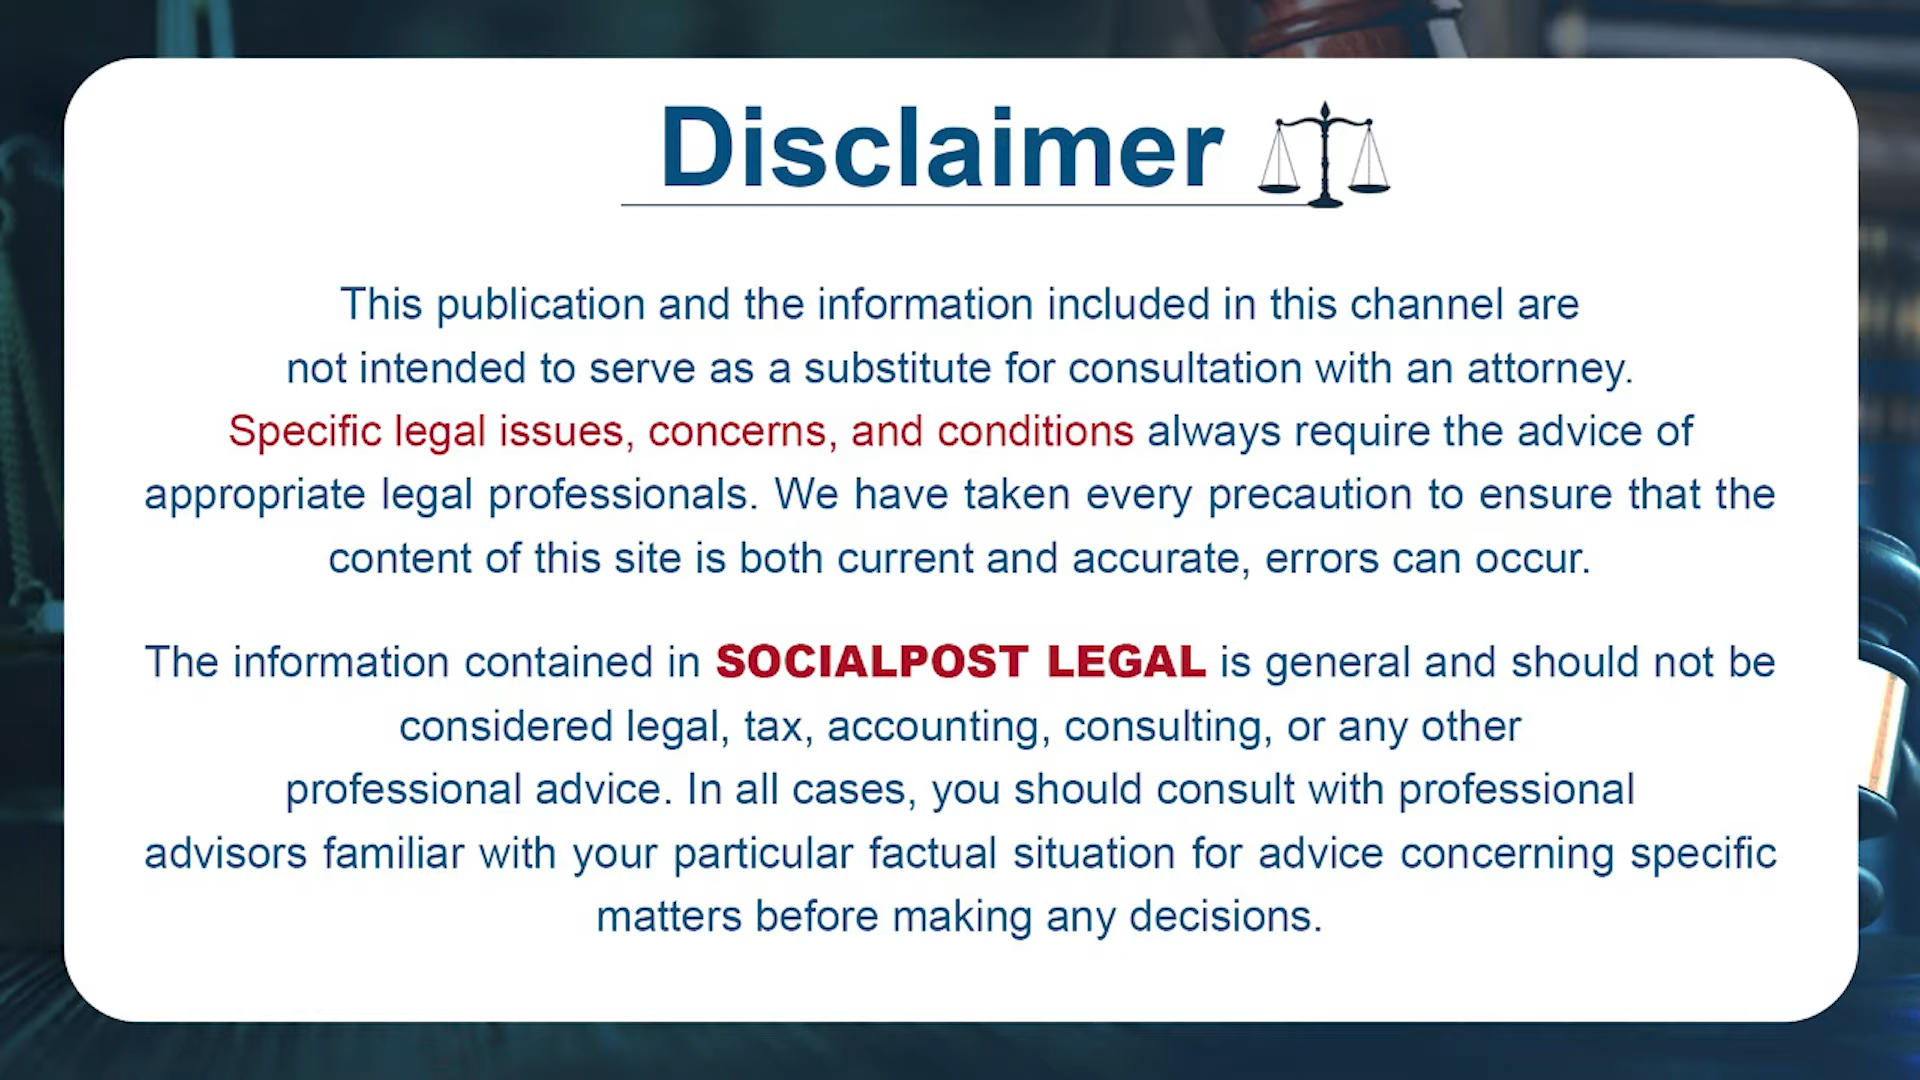 Disclaimer
This publication and the information included in this channel are
not intended to serve as a substitute for consultation with an attorney.
Specific legal issues, concerns, and conditions always require the advice of
appropriate legal professionals. We have taken every precaution to ensure that the
content of this site is both current and accurate, errors can occur.
The information contained in SOCIALPOST LEGAL is general and should not be
considered legal, tax, accounting, consulting, or any other
professional advice. In all cases, you should consult with professional
advisors familiar with your particular factual situation for advice concerning specific
matters before making any decisions.